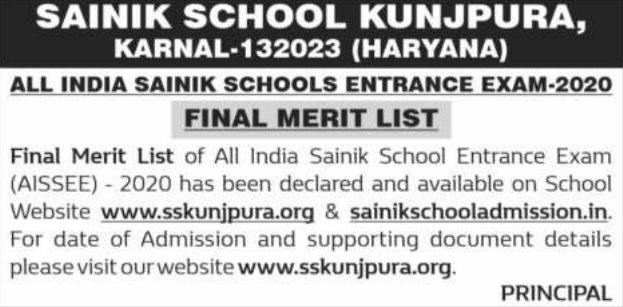 SAINIK SCHOOL KUNJPURA,
KARNAL-132023 (HARYANA)
ALL INDIA SAINIK SCHOOLS ENTRANCE EXAM-2020
FINAL MERIT LIST
Final Merit List of All India Sainik School Entrance Exam
(AISSEE) - 2020 has been declared and available on School
Website www.sskunjpura.org & sainikschooladmission.in.
For date of Admission and supporting document details
please visit our website www.sskunjpura.org.
PRINCIPAL